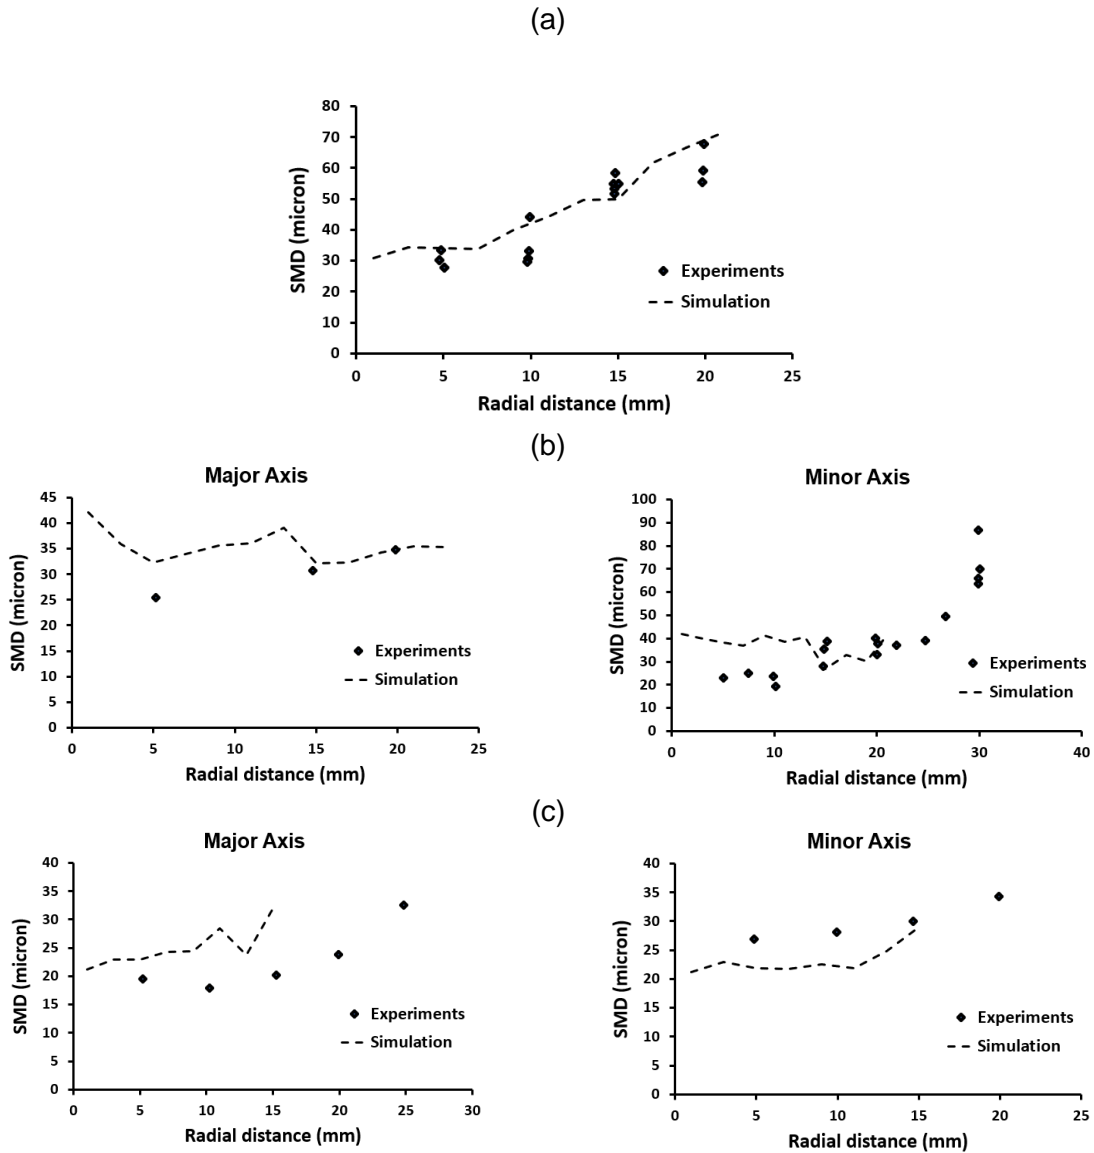 (a)
80
70
60
50
40
30
20
10
0
SMD (micron)
Experiments
Simulation
0 5 10 15 20 25
Radial distance (mm)
(b)
Major Axis
45
40
35
30
25
20
15
10
5
0
SMD (micron)
Experiments
Simulation
0 5 10 15 20 25
Radial distance (mm)
Minor Axis
100
90
80
70
60
50
40
30
20
10
0
SMD (micron)
Experiments
Simulation
0 10 20 30 40
Radial distance (mm)
(c)
Major Axis
40
35
30
25
20
15
10
5
0
SMD (micron)
Experiments
Simulation
0 5 10 15 20 25 30
Radial distance (mm)
Minor Axis
40
35
30
25
20
15
10
5
0
SMD (micron)
Experiments
Simulation
0 5 10 15 20 25
Radial distance (mm)